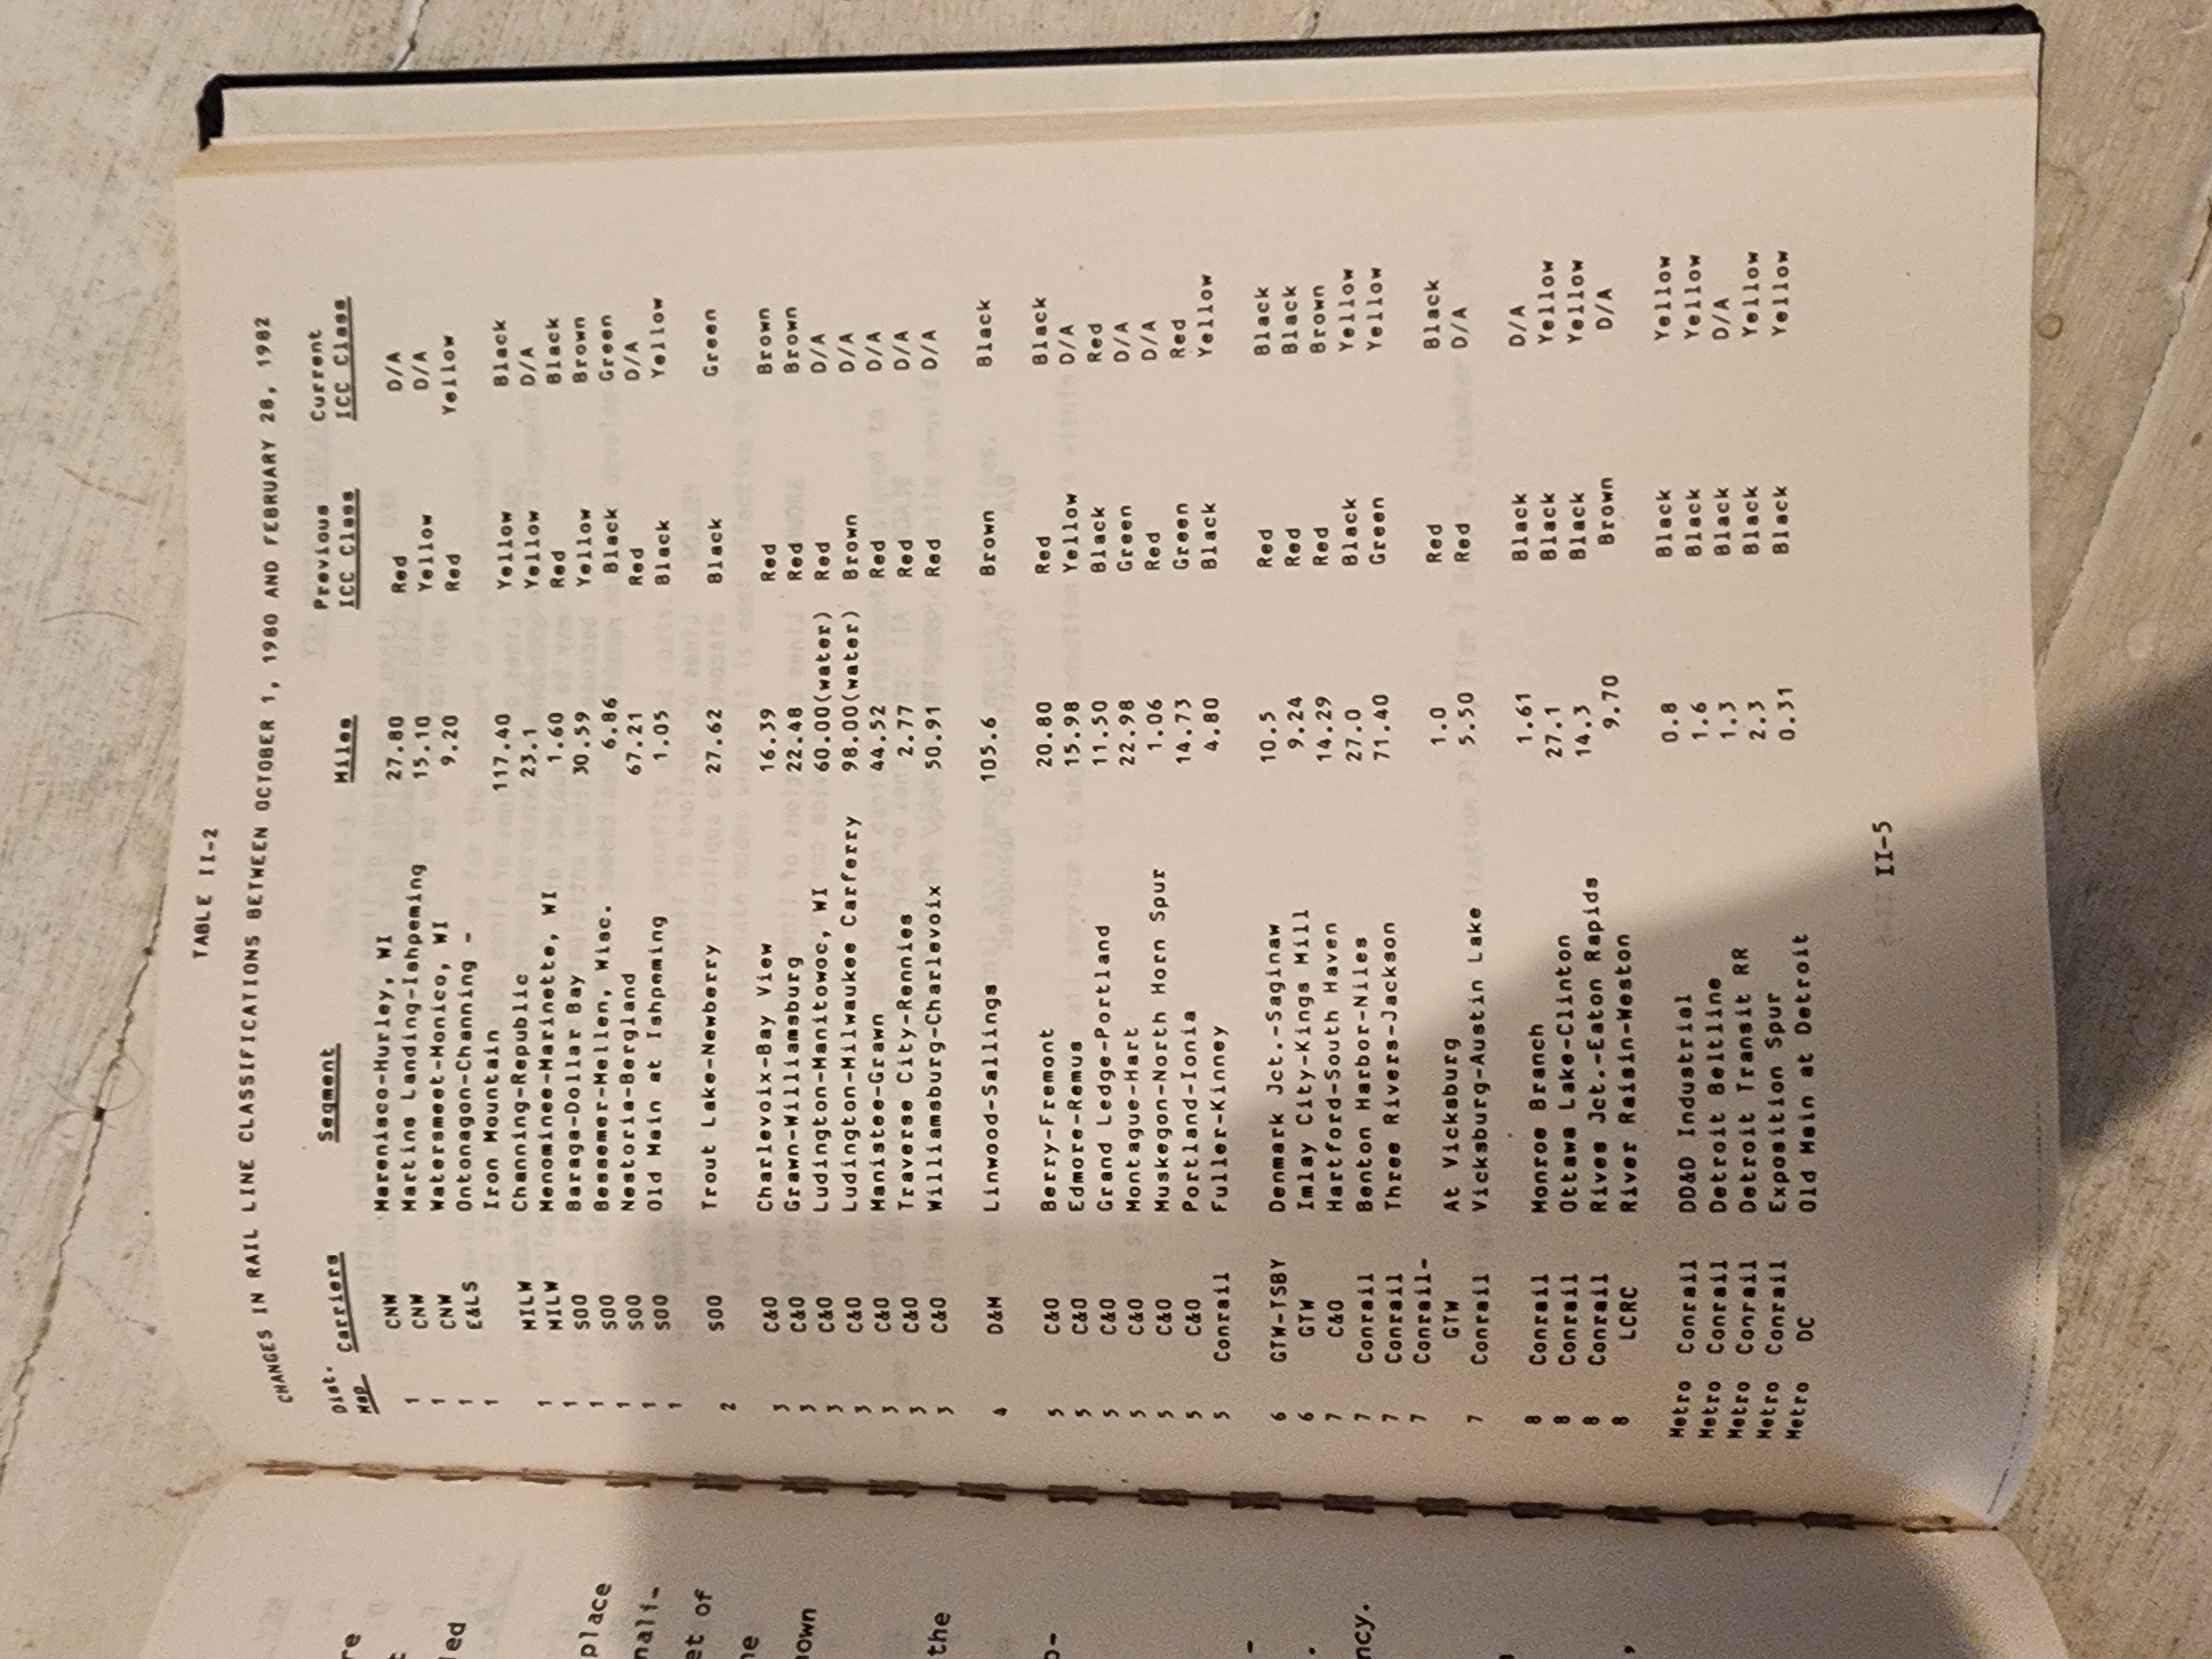 TABLE II-2
CHANGES IN RAIL LINE CLASSIFICATIONS BETWEEN OCTOBER 1, 1980 AND FEBRUARY 28, 1982
Dist. Map Carriers Segment Miles Previous ICC Class Current ICC Class
1 CNW Marenisco-Hurley, WI 27.80 Red D/A
1 CNW Martins Landing-Ishpeming 15.10 Yellow D/A
1 CNW Watersmeet-Monico, WI 9.20 Red Yellow
1 E&LS Ontonagon-Channing -
Iron Mountain 117.40 Yellow Black
1 MILW Channing-Republic 23.1 Yellow D/A
1 MILW Menominee-Marinette, WI 1.60 Red Black
1 SOO Baraga-Dollar Bay 30.59 Yellow Brown
1 SOO Bessemer-Mellen, Wisc. 6.86 Black Green
1 SOO Nestoria-Bergland 67.21 Red D/A
1 SOO Old Main at Ishpeming 1.05 Black Yellow
2 SOO Trout Lake-Newberry 27.62 Black Green
3 C&O Charlevoix-Bay View 16.39 Red Brown
3 C&O Grawn-Williamsburg 22.48 Red Brown
3 C&O Ludington-Manitowoc, WI 60.00(water) Red D/A
3 C&O Ludington-Milwaukee Carferry 98.00(water) Brown D/A
3 C&O Manistee-Grawn 44.52 Red D/A
3 C&O Traverse City-Rennies 2.77 Red D/A
3 C&O Williamsburg-Charlevoix 50.91 Red D/A
4 D&M Linwood-Sallings 105.6 Brown Black
5 C&O Berry-Fremont 20.80 Red Black
5 C&O Edmore-Remus 15.98 Yellow D/A
5 C&O Grand Ledge-Portland 11.50 Black Red
5 C&O Montague-Hart 22.98 Green D/A
5 C&O Muskegon-North Horn Spur 1.06 Red D/A
5 C&O Portland-Ionia 14.73 Green Red
5 Conrail Fuller-Kinney 4.80 Black Yellow
6 GTW-TSBY Denmark Jct.-Saginaw 10.5 Red Black
6 GTW Imlay City-Kings Mill 9.24 Red Black
7 C&O Hartford-South Haven 14.29 Red Brown
7 Conrail Benton Harbor-Niles 27.0 Black Yellow
7 Conrail Three Rivers-Jackson 71.40 Green Yellow
7 Conrail-
GTW At Vicksburg 1.0 Red Black
7 Conrail Vicksburg-Austin Lake 5.50 Red D/A
8 Conrail Monroe Branch 1.61 Black D/A
8 Conrail Ottawa Lake-Clinton 27.1 Black Yellow
8 Conrail Rives Jct.-Eaton Rapids 14.3 Black Yellow
8 LCRC River Raisin-Weston 9.70 Brown D/A
Metro Conrail DD&D Industrial 0.8 Black Yellow
Metro Conrail Detroit Beltline 1.6 Black Yellow
Metro Conrail Detroit Transit RR 1.3 Black D/A
Metro Conrail Exposition Spur 2.3 Black Yellow
Metro DC Old Main at Detroit 0.31 Black Yellow
II-5
place
the